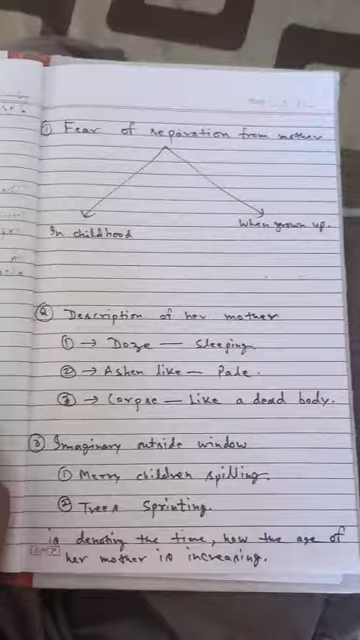 ① Fear of separation from mother
In childhood
When grown up.
② Description of her mother
① → Doze — sleeping.
② → Ashen like — Pale.
③ → Corpse — Like a dead body.
③ Imaginary outside window
① Merry children spilling.
② Trees Sprinting.
is denoting the time, how the age of
her mother is increasing.